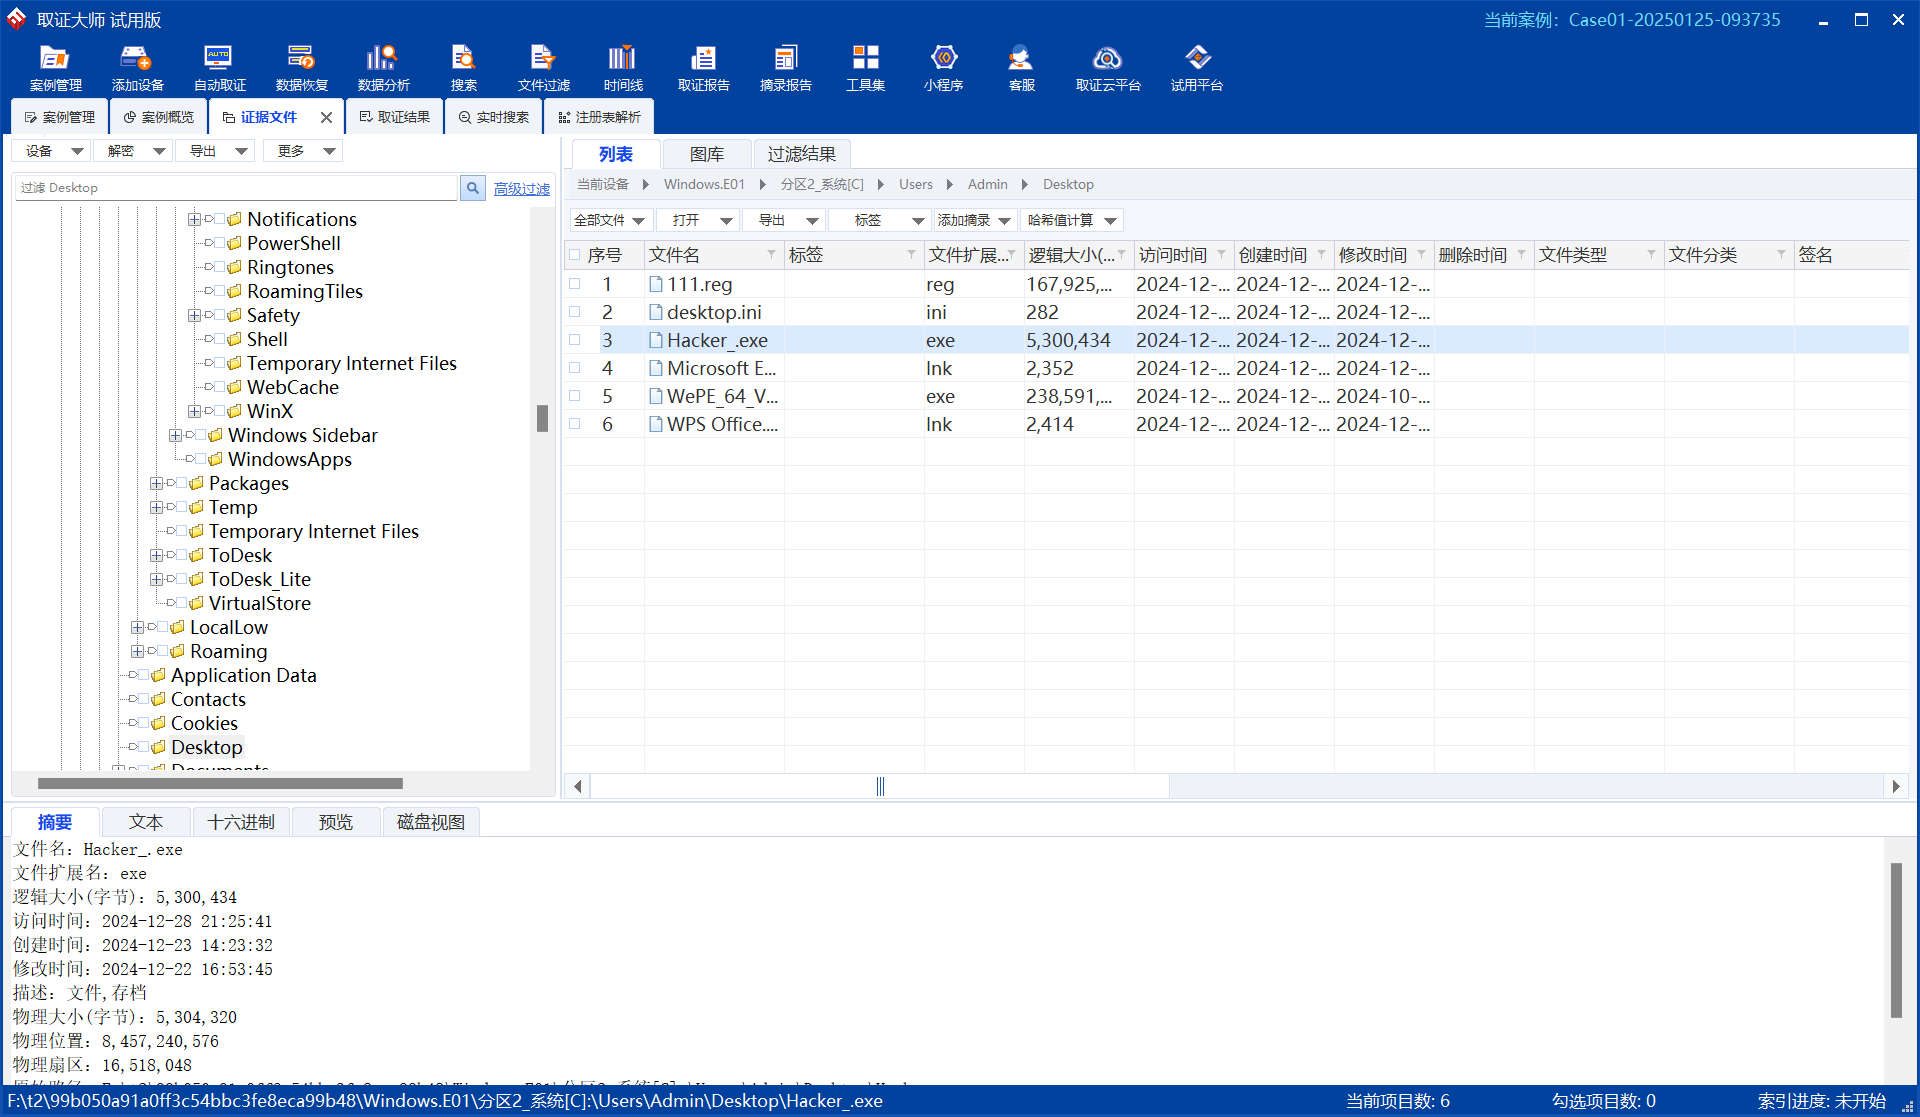 取证大师 试用版
当前案例：Case01-20250125-093735
案例管理 添加设备 自动取证 数据恢复 数据分析 搜索 文件过滤 时间线 取证报告 摘录报告 工具集 小程序 客服 取证云平台 试用平台
案例管理 案例概览 证据文件 取证结果 实时搜索 注册表解析
设备 解密 导出 更多
过滤 Desktop 高级过滤
Notifications
PowerShell
Ringtones
RoamingTiles
Safety
Shell
Temporary Internet Files
WebCache
WinX
Windows Sidebar
WindowsApps
Packages
Temp
Temporary Internet Files
ToDesk
ToDesk_Lite
VirtualStore
LocalLow
Roaming
Application Data
Contacts
Cookies
Desktop
Documents
列表 图库 过滤结果
当前设备 Windows.E01 分区2_系统[C] Users Admin Desktop
全部文件 打开 导出 标签 添加摘录 哈希值计算
序号 文件名 标签 文件扩展... 逻辑大小(... 访问时间 创建时间 修改时间 删除时间 文件类型 文件分类 签名
1 111.reg reg 167,925,... 2024-12-... 2024-12-... 2024-12-...
2 desktop.ini ini 282 2024-12-... 2024-12-... 2024-12-...
3 Hacker_.exe exe 5,300,434 2024-12-... 2024-12-... 2024-12-...
4 Microsoft E... lnk 2,352 2024-12-... 2024-12-... 2024-12-...
5 WePE_64_V... exe 238,591,... 2024-12-... 2024-12-... 2024-10-...
6 WPS Office.... lnk 2,414 2024-12-... 2024-12-... 2024-12-...
摘要 文本 十六进制 预览 磁盘视图
文件名：Hacker_.exe
文件扩展名：exe
逻辑大小(字节)：5,300,434
访问时间：2024-12-28 21:25:41
创建时间：2024-12-23 14:23:32
修改时间：2024-12-22 16:53:45
描述：文件,存档
物理大小(字节)：5,304,320
物理位置：8,457,240,576
物理扇区：16,518,048
F:\t2\99b050a91a0ff3c54bbc3fe8eca99b48\Windows.E01\分区2_系统[C]:\Users\Admin\Desktop\Hacker_.exe
当前项目数: 6 勾选项目数: 0 索引进度: 未开始